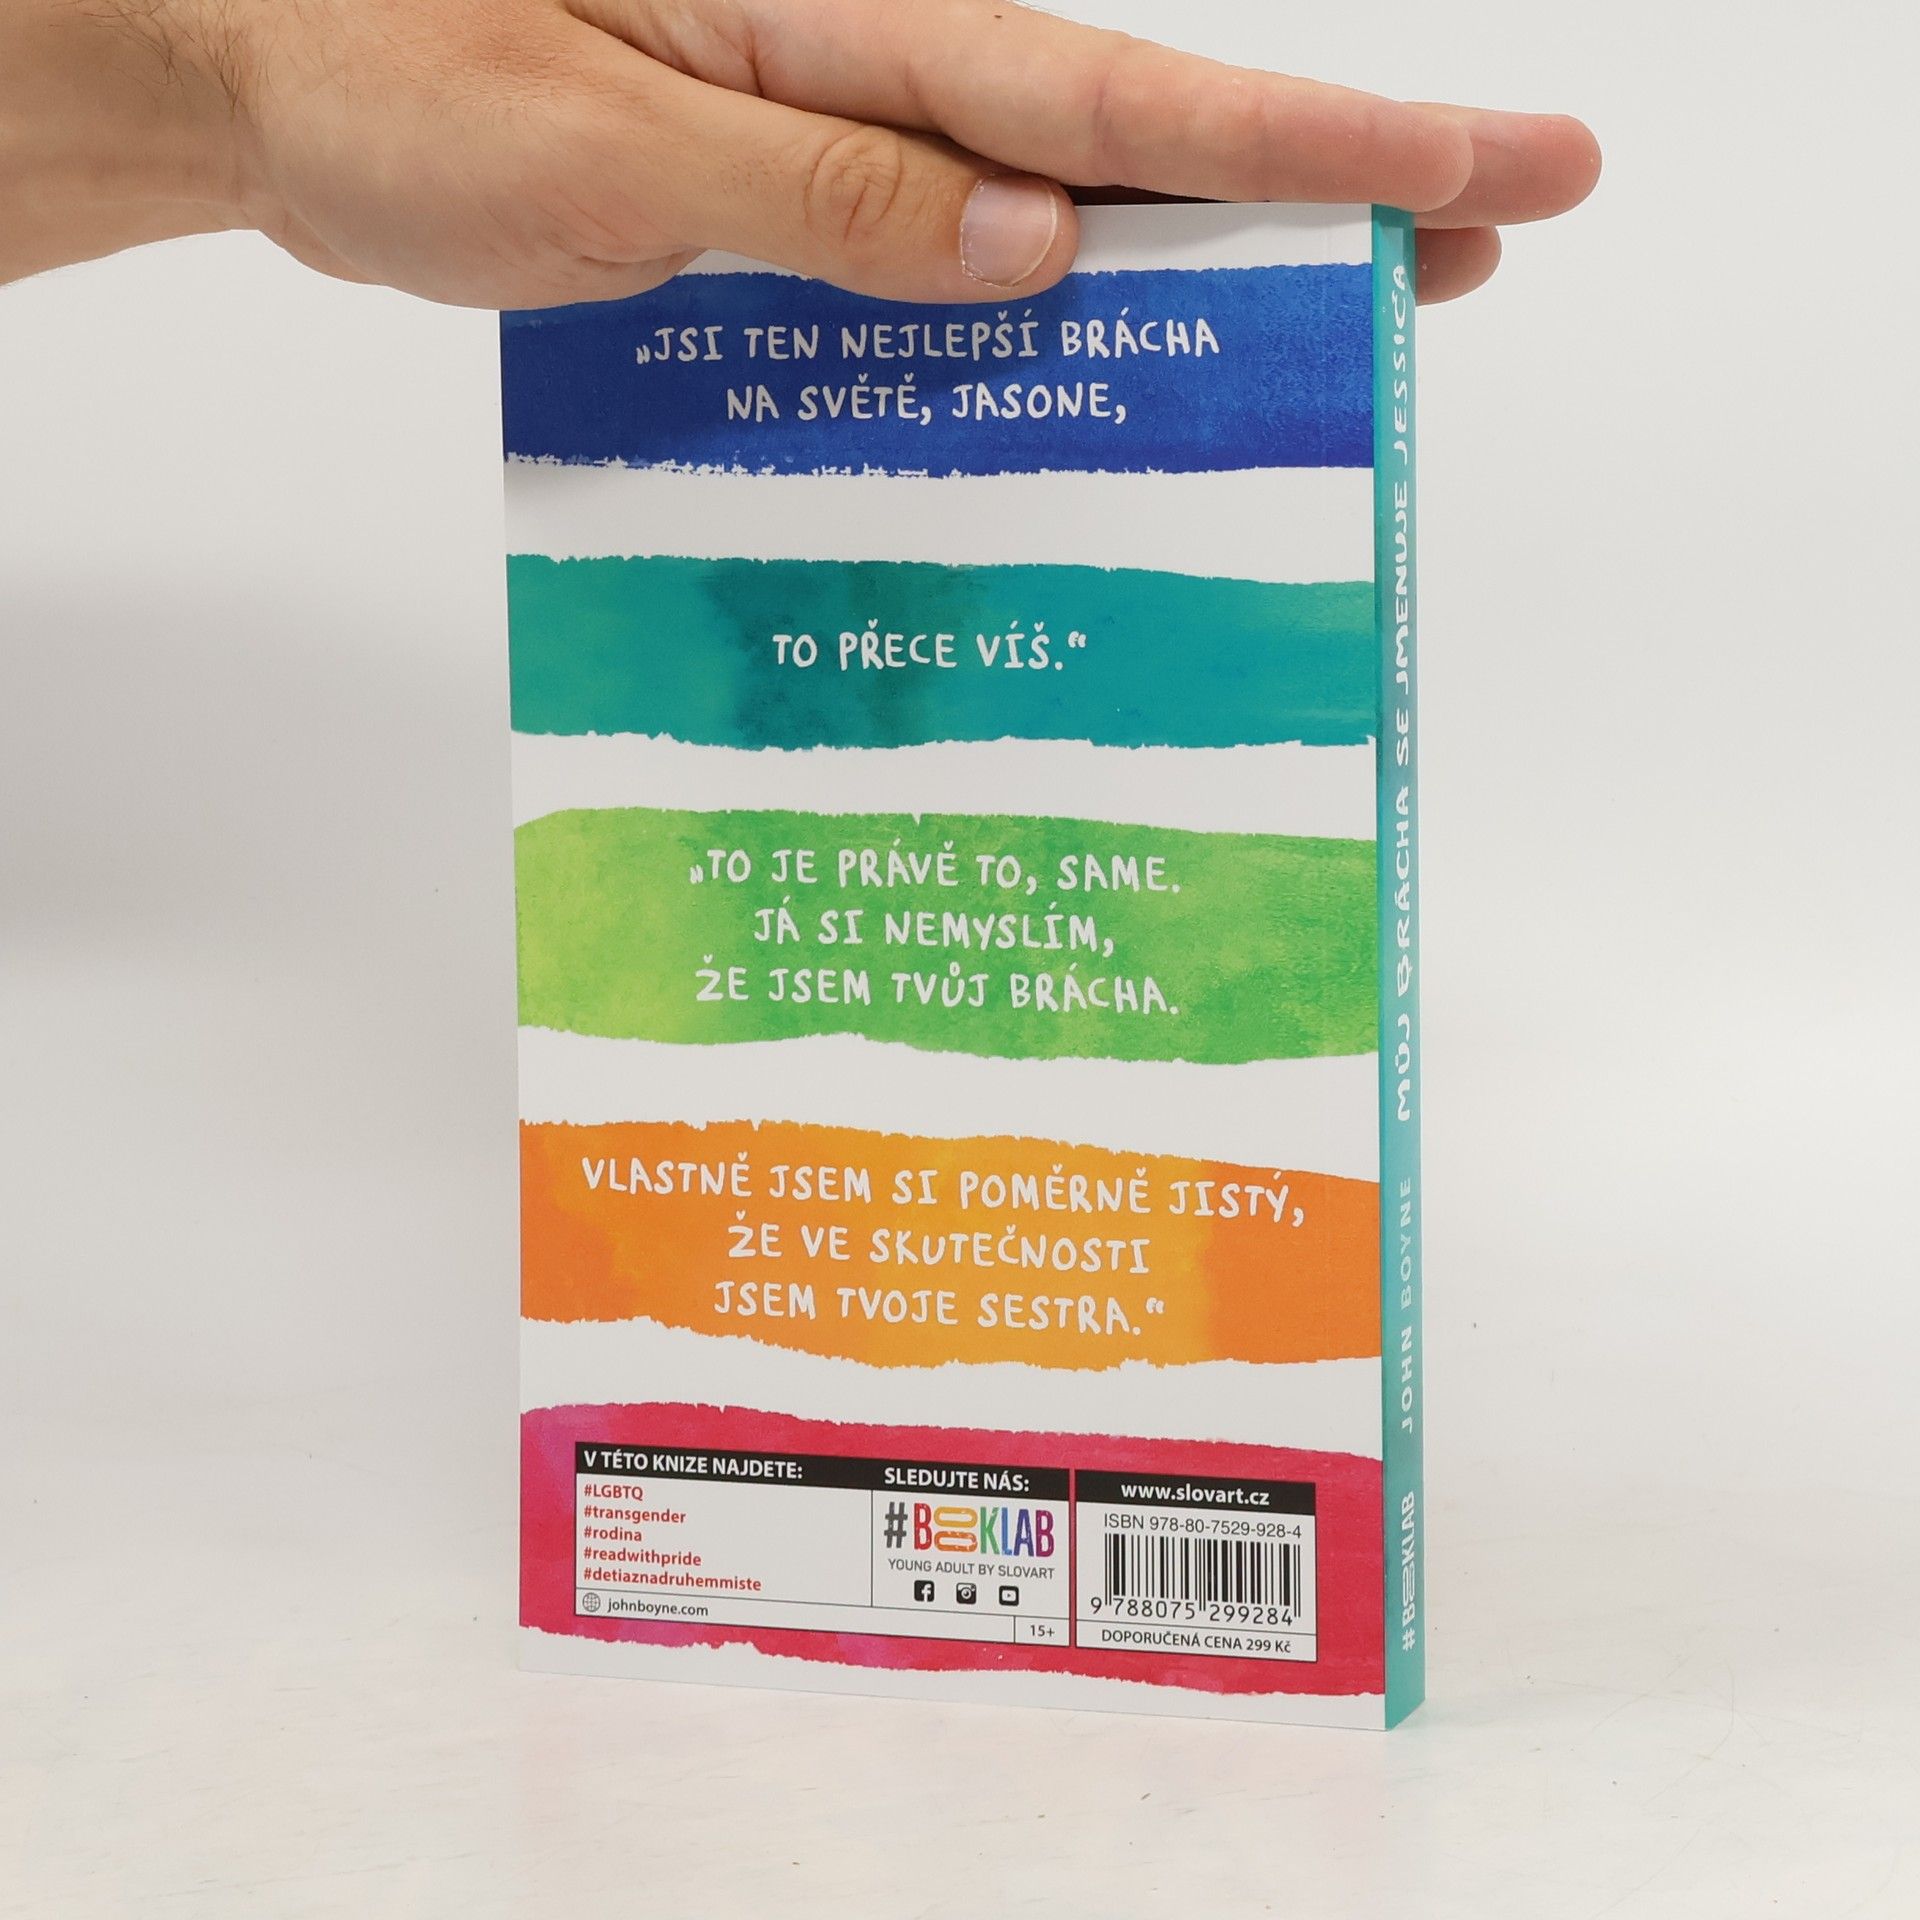 „JSI TEN NEJLEPŠÍ BRÁCHA
NA SVĚTĚ, JASONE,
TO PŘECE VÍŠ.“
„TO JE PRÁVĚ TO, SAME.
JÁ SI NEMYSLÍM,
ŽE JSEM TVŮJ BRÁCHA.
VLASTNĚ JSEM SI POMĚRNĚ JISTÝ,
ŽE VE SKUTEČNOSTI
JSEM TVOJE SESTRA.“
V TÉTO KNIZE NAJDETE:
#LGBTQ
#transgender
#rodina
#readwithpride
#detiaznadruhemmiste
johnboyne.com
15+
SLEDUJTE NÁS:
#BOOKLAB
YOUNG ADULT BY SLOVART
www.slovart.cz
ISBN 978-80-7529-928-4
9 788075 299284
DOPORUČENÁ CENA 299 Kč
#BOOKLAB JOHN BOYNE MŮJ BRÁCHA SE JMENUJE JESSICA